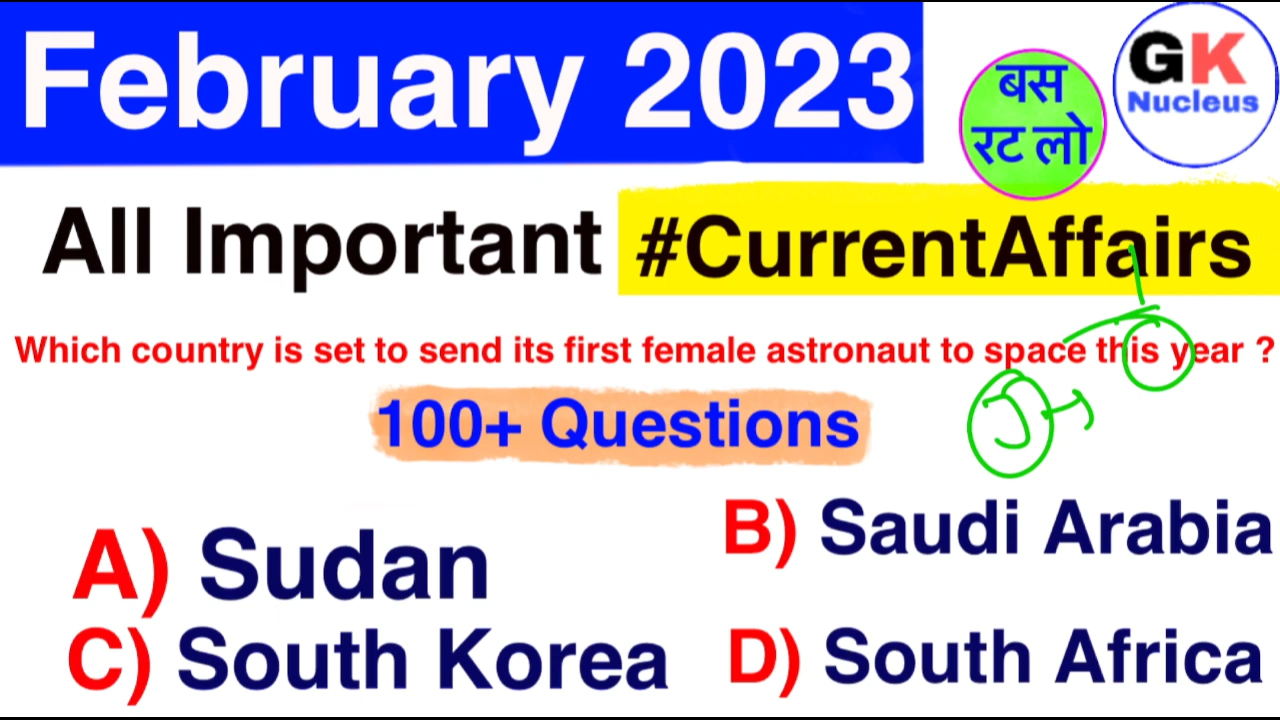 February 2023
बस
रट लो
GK
Nucleus
All Important #CurrentAffairs
Which country is set to send its first female astronaut to space this year ?
100+ Questions
A) Sudan
B) Saudi Arabia
C) South Korea
D) South Africa